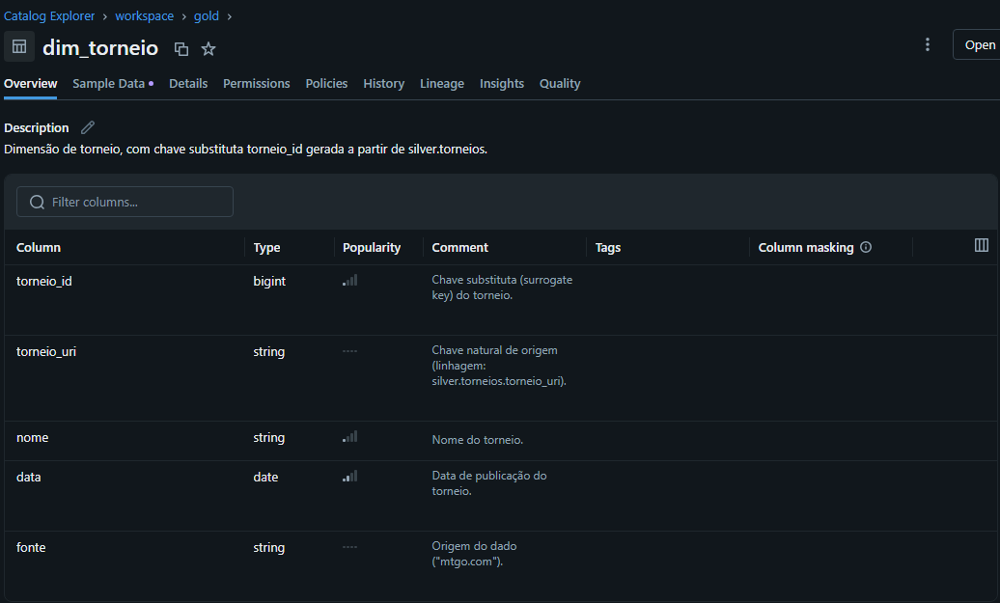 Catalog Explorer › workspace › gold ›
dim_torneio
Open
Overview Sample Data Details Permissions Policies History Lineage Insights Quality
Description
Dimensão de torneio, com chave substituta torneio_id gerada a partir de silver.torneios.
Filter columns...
Column Type Popularity Comment Tags Column masking
torneio_id bigint Chave substituta (surrogate
key) do torneio.
torneio_uri string Chave natural de origem
(linhagem:
silver.torneios.torneio_uri).
nome string Nome do torneio.
data date Data de publicação do
torneio.
fonte string Origem do dado
("mtgo.com").